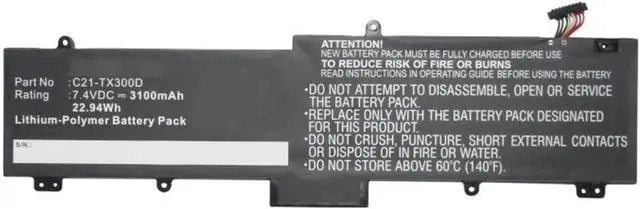 Part No :C21-TX300D
Rating :7.4VDC ⎓ 3100mAh
22.94Wh
Lithium-Polymer Battery Pack
S/N.:
ATTENTION!
NEW BATTERY PACK MUST BE FULLY CHARGED BEFORE USE
TO REDUCE RISK OF FIRE OR BURNS
READ INSTRUCTIONS IN OPERATING GUIDE BEFORE USING THE BATTERY
•DO NOT ATTEMPT TO DISASSEMBLE, OPEN OR SERVICE
THE BATTERY PACK.
•REPLACE ONLY WITH THE BATTERY DESIGNATED
FOR THIS PRODUCT.
•DO NOT CRUSH, PUNCTURE, SHORT EXTERNAL CONTACTS
OR DISPOSE OF IN FIRE OR WATER.
•DO NOT STORE ABOVE 60°C (140°F).